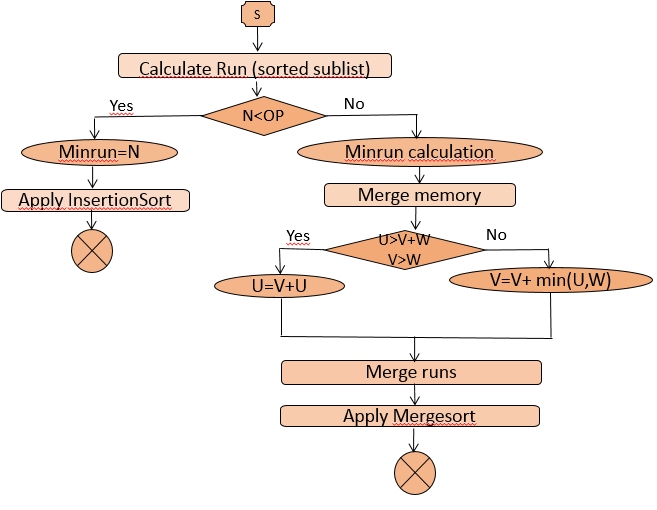 S
Calculate Run (sorted sublist)
Yes
N<OP
No
Minrun=N
Minrun calculation
Apply InsertionSort
Merge memory
Yes
U>V+W
V>W
No
U=V+U
V=V+ min(U,W)
Merge runs
Apply Mergesort